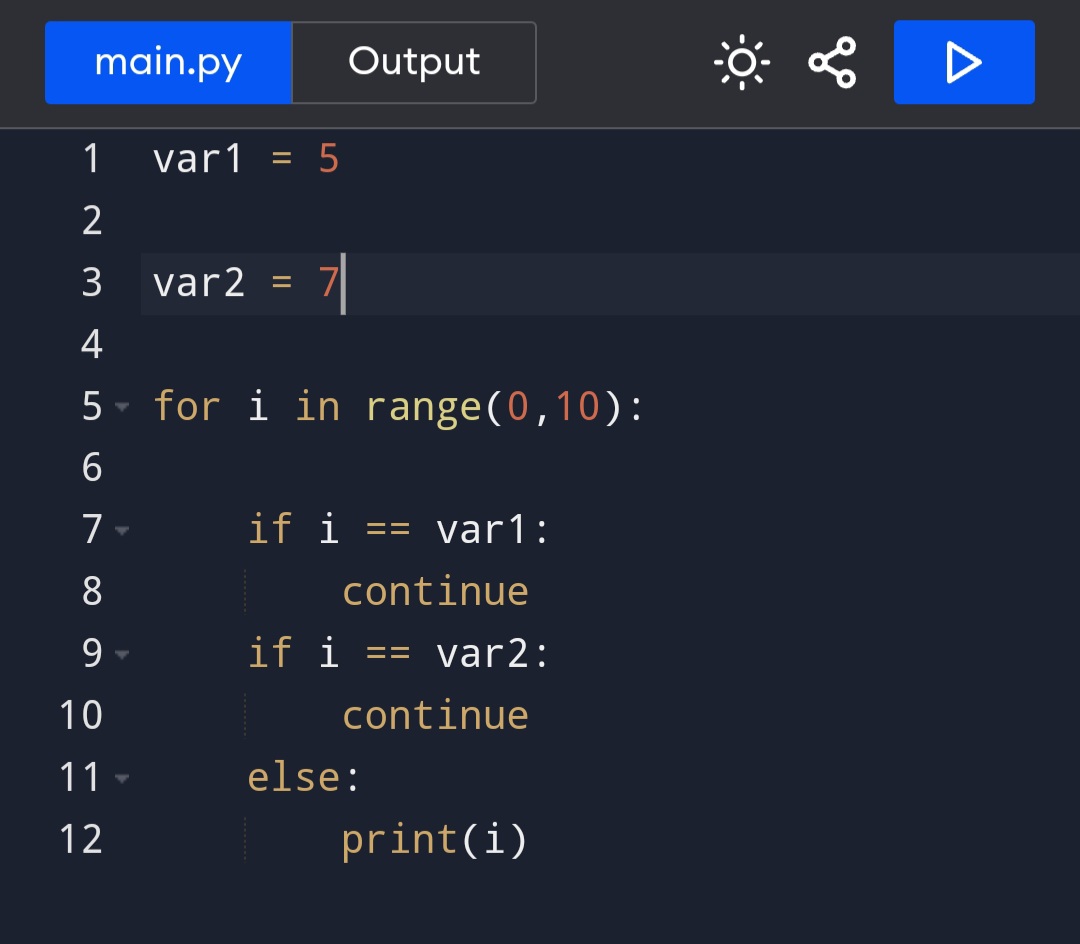 main.py Output
1 var1 = 5
2
3 var2 = 7
4
5 for i in range(0,10):
6
7     if i == var1:
8         continue
9     if i == var2:
10         continue
11     else:
12         print(i)